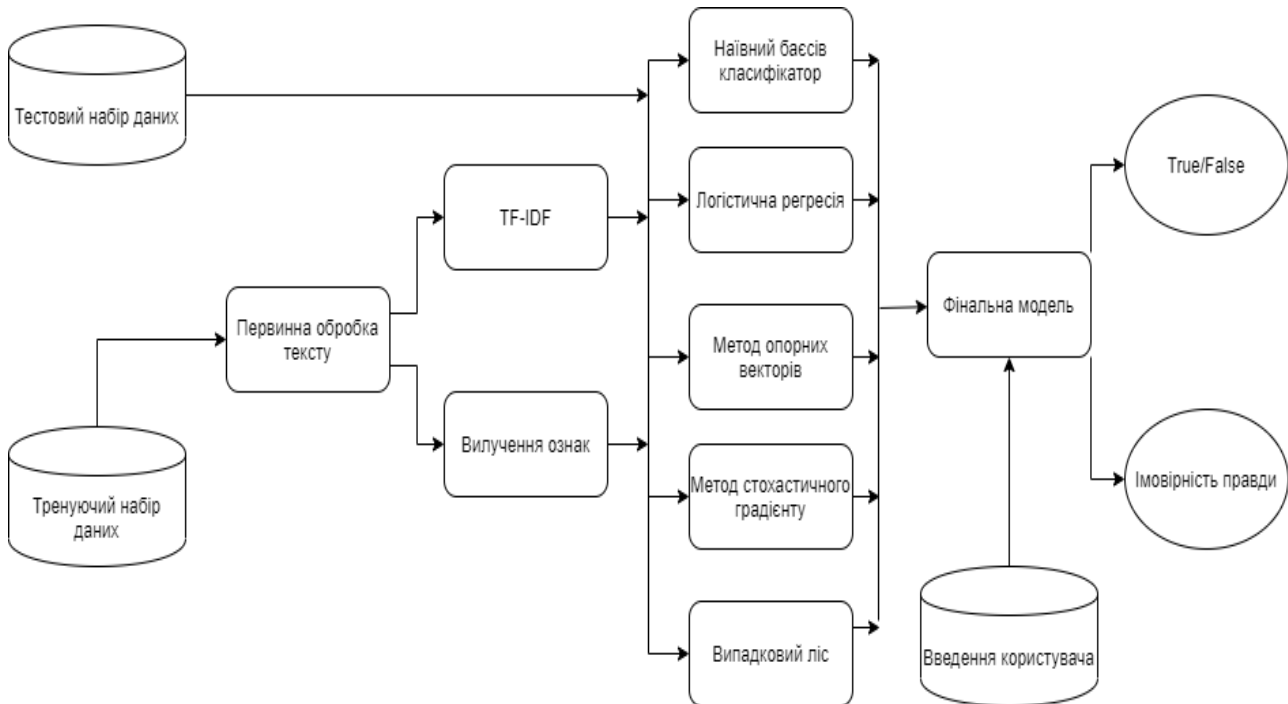 Тестовий набір даних
Тренуючий набір
даних
Первинна обробка
тексту
TF-IDF
Вилучення ознак
Наївний баєсів
класифікатор
Логістична регресія
Метод опорних
векторів
Метод стохастичного
градієнту
Випадковий ліс
Фінальна модель
Введення користувача
True/False
Імовірність правди